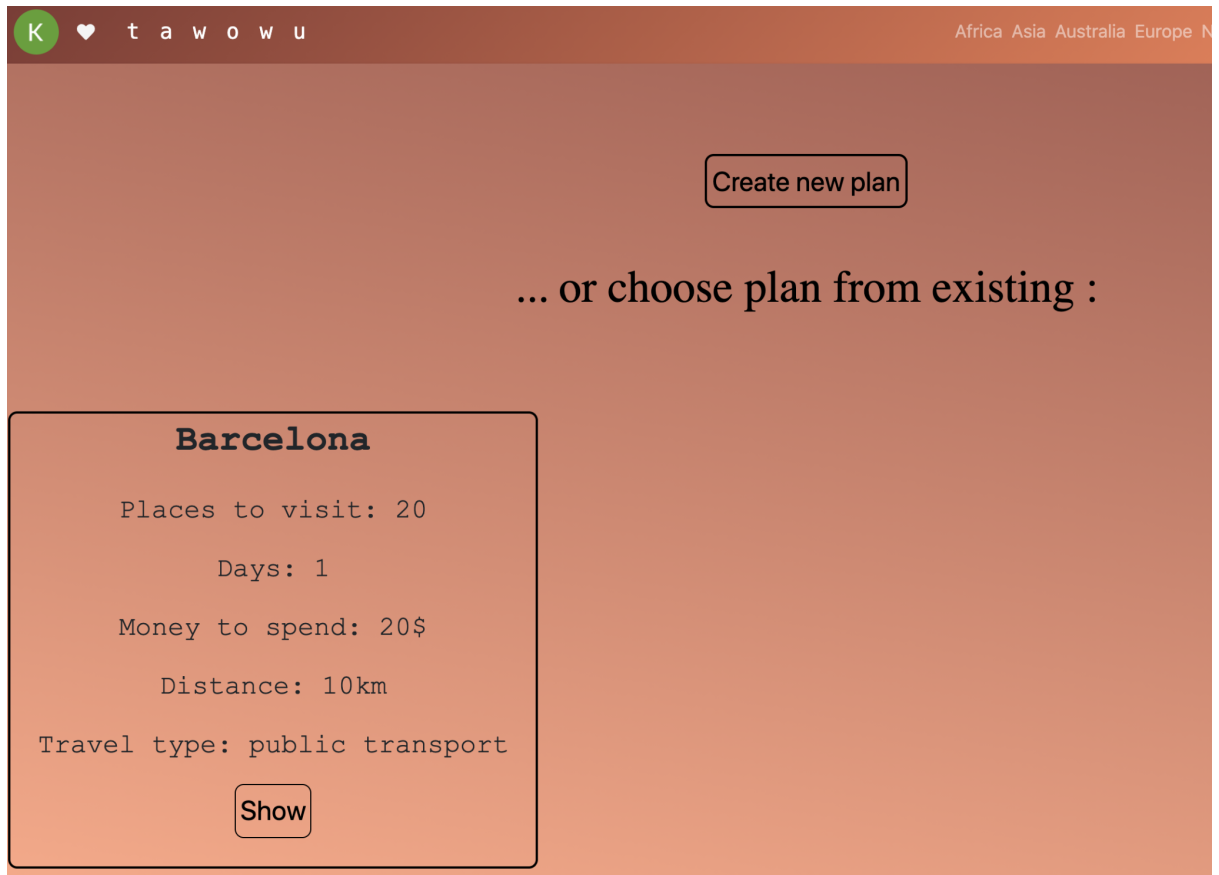 K ♥ t a w o w u
Africa Asia Australia Europe N
Create new plan
... or choose plan from existing :
Barcelona
Places to visit: 20
Days: 1
Money to spend: 20$
Distance: 10km
Travel type: public transport
Show